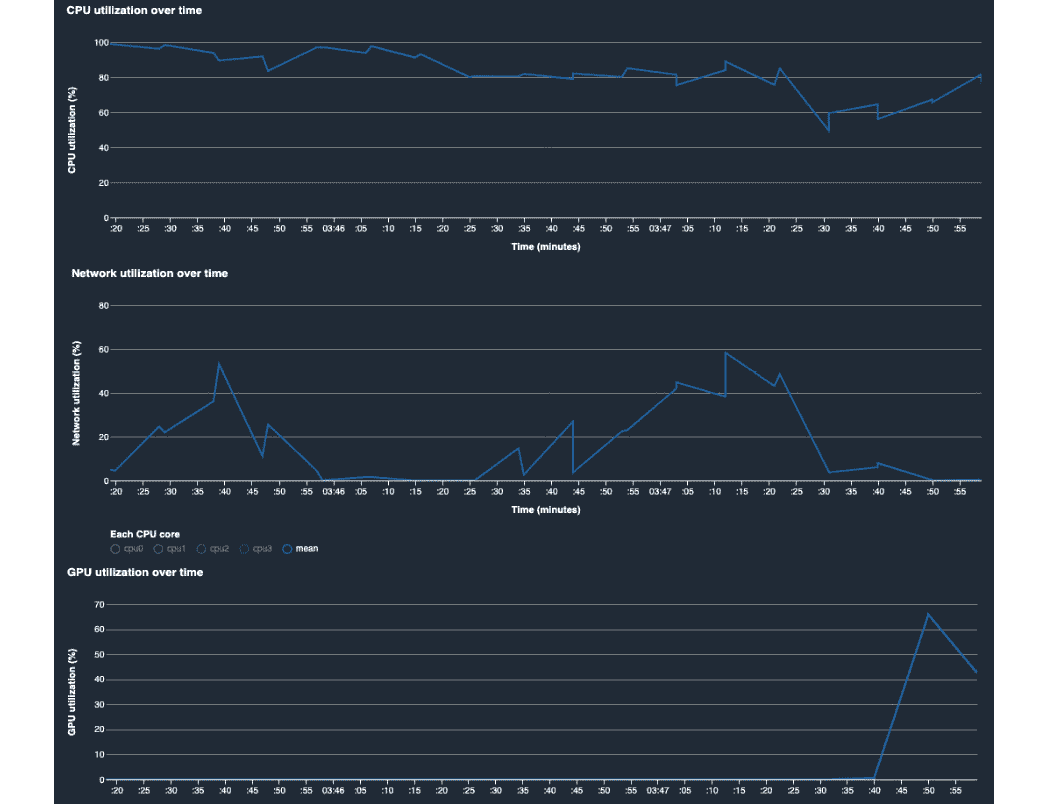 CPU utilization over time
100
80
60
40
20
0
CPU utilization (%)
:20 :25 :30 :35 :40 :45 :50 :55 03:46 :05 :10 :15 :20 :25 :30 :35 :40 :45 :50 :55 03:47 :05 :10 :15 :20 :25 :30 :35 :40 :45 :50 :55
Time (minutes)
Network utilization over time
80
60
40
20
0
Network utilization (%)
:20 :25 :30 :35 :40 :45 :50 :55 03:46 :05 :10 :15 :20 :25 :30 :35 :40 :45 :50 :55 03:47 :05 :10 :15 :20 :25 :30 :35 :40 :45 :50 :55
Time (minutes)
Each CPU core
cpu0 cpu1 cpu2 cpu3 mean
GPU utilization over time
70
60
50
40
30
20
10
0
GPU utilization (%)
:20 :25 :30 :35 :40 :45 :50 :55 03:46 :05 :10 :15 :20 :25 :30 :35 :40 :45 :50 :55 03:47 :05 :10 :15 :20 :25 :30 :35 :40 :45 :50 :55